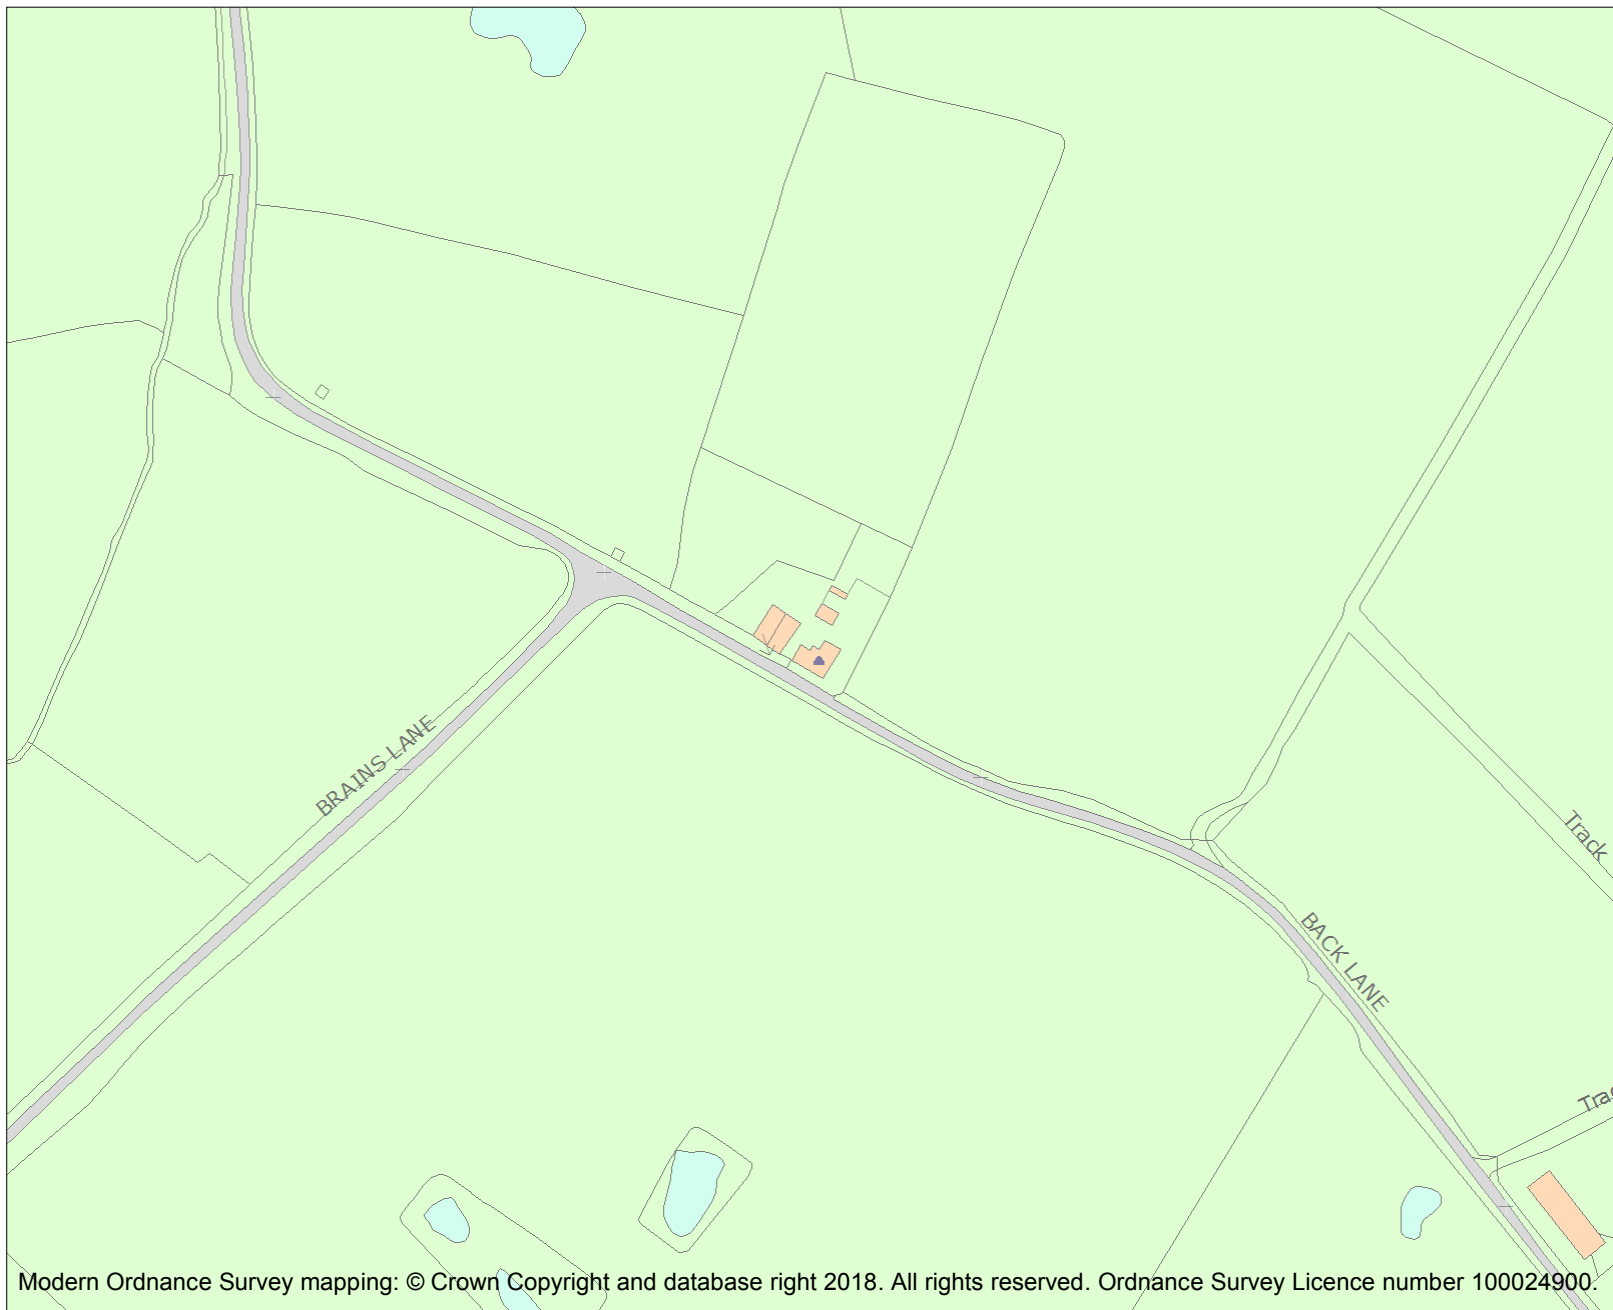 BRAINS LANE
Track
BACK LANE
Modern Ordnance Survey mapping: © Crown Copyright and database right 2018. All rights reserved. Ordnance Survey Licence number 100024900.